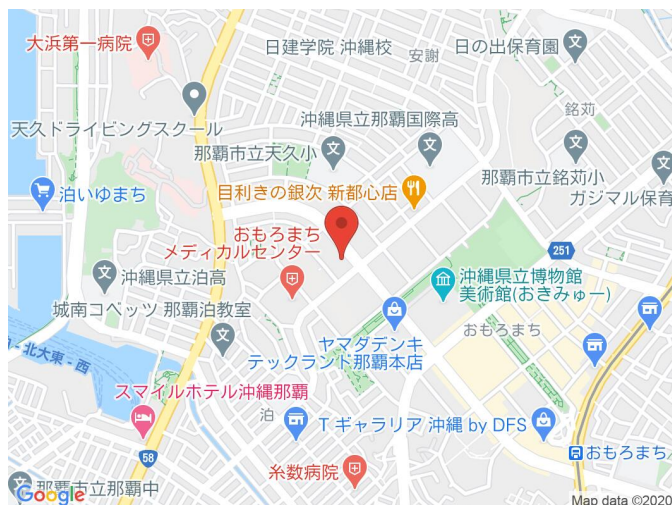 大浜第一病院
日建学院 沖縄校
安謝
日の出保育園
銘苅
天久ドライビングスクール
沖縄県立那覇国際高
那覇市立天久小
那覇市立銘苅小
ガジマル保育
泊いゆまち
目利きの銀次 新都心店
おもろまち
メディカルセンター
251
沖縄県立泊高
沖縄県立博物館
美術館(おきみゅー)
城南コベッツ 那覇泊教室
ヤマダデンキ
テックランド那覇本店
おもろまち
北大東 - 西
スマイルホテル沖縄那覇
泊
Tギャラリア 沖縄 by DFS
58
おもろまち
糸数病院
那覇市立那覇中
Google
Map data ©2020